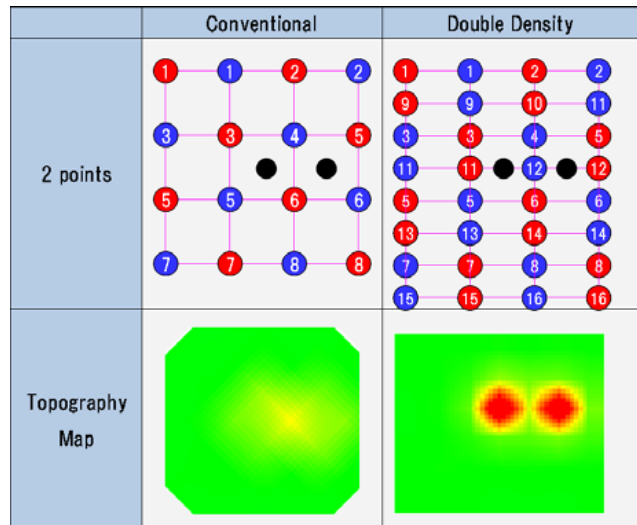 Conventional Double Density
1 1 2 2
3 3 4 5
5 5 6 6
7 7 8 8
1 1 2 2
9 9 10 11
3 3 4 5
11 11 12 12
5 5 6 6
13 13 14 14
7 7 8 8
15 15 16 16
2 points
Topography
Map